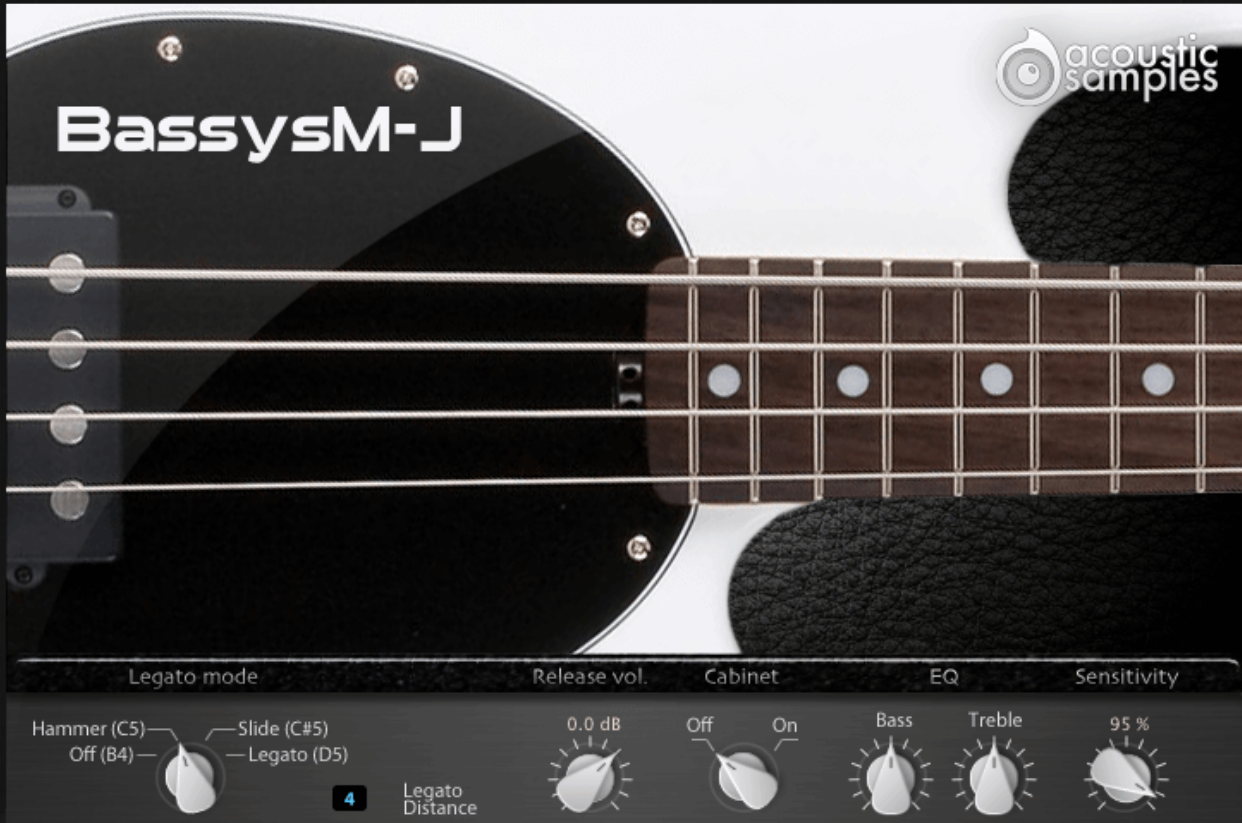 acoustic
samples
BassysM-J
Legato mode
Release vol.
Cabinet
EQ
Sensitivity
Hammer (C5)
Slide (C#5)
Off (B4)
Legato (D5)
4
Legato
Distance
0.0 dB
Off
On
Bass
Treble
95 %